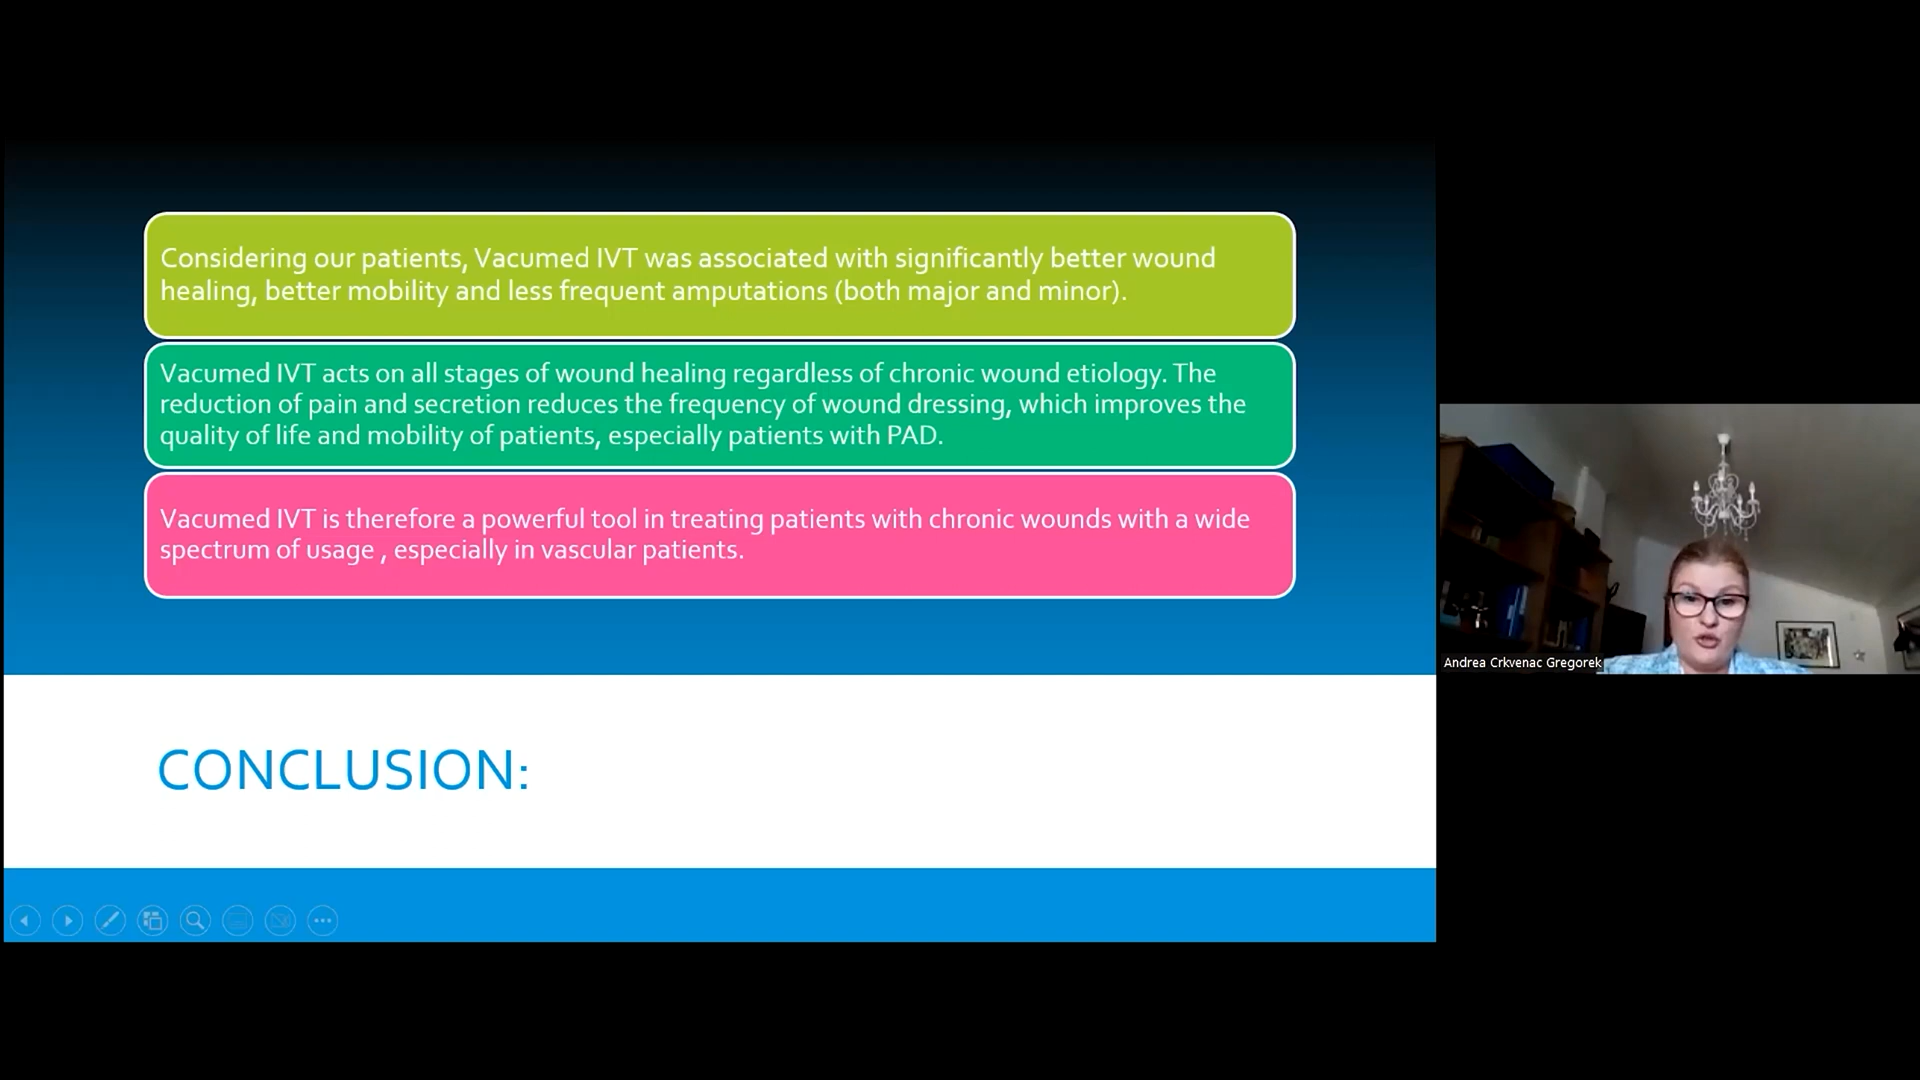 Considering our patients, Vacumed IVT was associated with significantly better wound
healing, better mobility and less frequent amputations (both major and minor).
Vacumed IVT acts on all stages of wound healing regardless of chronic wound etiology. The
reduction of pain and secretion reduces the frequency of wound dressing, which improves the
quality of life and mobility of patients, especially patients with PAD.
Vacumed IVT is therefore a powerful tool in treating patients with chronic wounds with a wide
spectrum of usage , especially in vascular patients.
CONCLUSION:
Andrea Crkvenac Gregorek